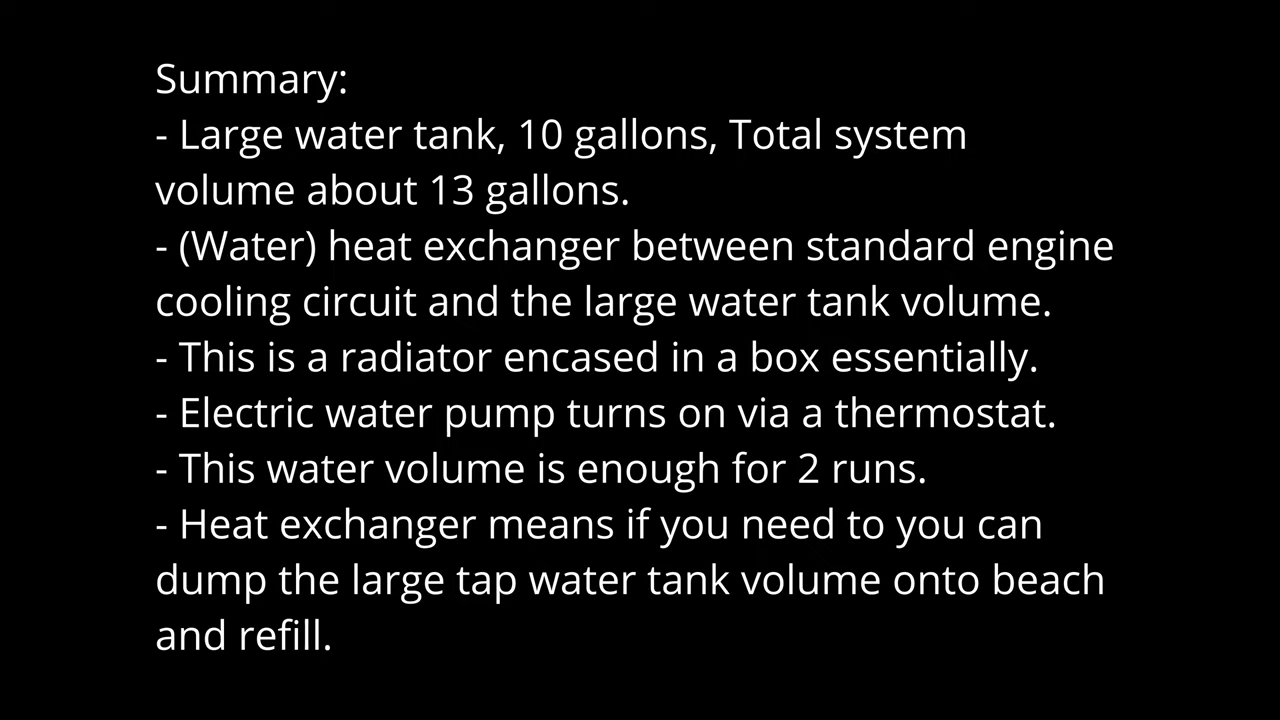 Summary:
- Large water tank, 10 gallons, Total system
volume about 13 gallons.
- (Water) heat exchanger between standard engine
cooling circuit and the large water tank volume.
- This is a radiator encased in a box essentially.
- Electric water pump turns on via a thermostat.
- This water volume is enough for 2 runs.
- Heat exchanger means if you need to you can
dump the large tap water tank volume onto beach
and refill.